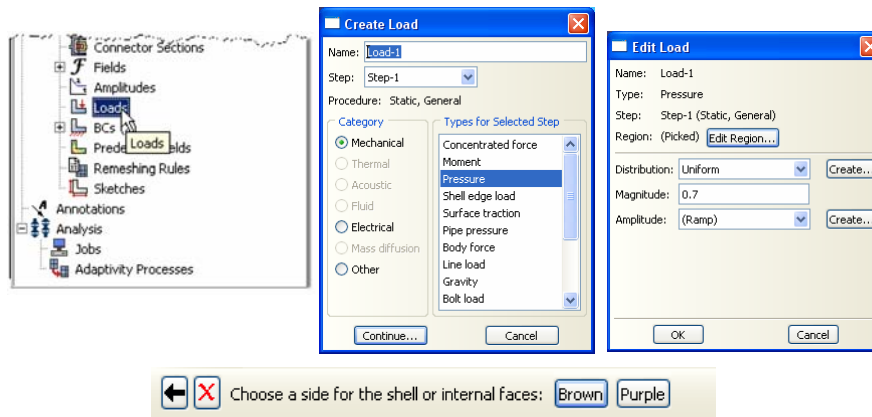 Connector Sections
Fields
Amplitudes
Loads
BCs
Loads
Prede elds
Remeshing Rules
Sketches
Annotations
Analysis
Jobs
Adaptivity Processes
Create Load
Name: Load-1
Step: Step-1
Procedure: Static, General
Category
Mechanical
Thermal
Acoustic
Fluid
Electrical
Mass diffusion
Other
Types for Selected Step
Concentrated force
Moment
Pressure
Shell edge load
Surface traction
Pipe pressure
Body force
Line load
Gravity
Bolt load
Continue... Cancel
Edit Load
Name: Load-1
Type: Pressure
Step: Step-1 (Static, General)
Region: (Picked) Edit Region...
Distribution: Uniform Create...
Magnitude: 0.7
Amplitude: (Ramp) Create...
OK Cancel
Choose a side for the shell or internal faces: Brown Purple